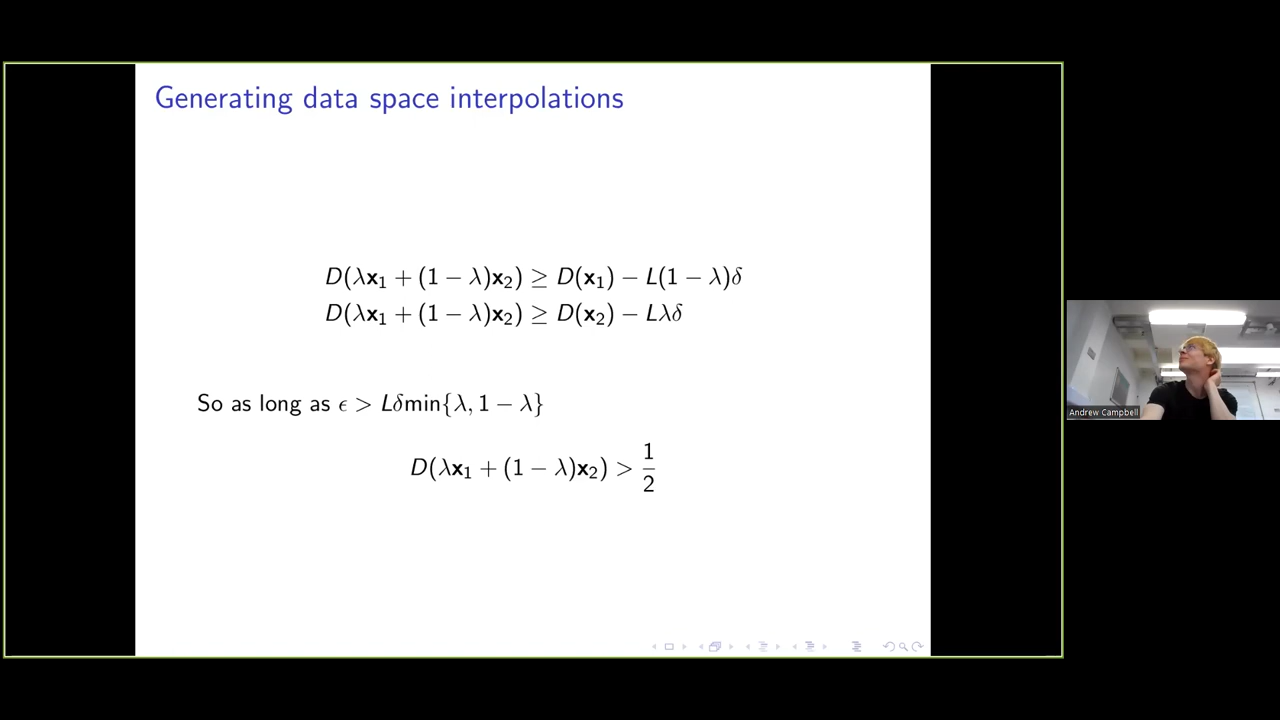 Generating data space interpolations
D(λx₁ + (1 − λ)x₂) ≥ D(x₁) − L(1 − λ)δ
D(λx₁ + (1 − λ)x₂) ≥ D(x₂) − Lλδ
So as long as ϵ > Lδmin{λ, 1 − λ}
D(λx₁ + (1 − λ)x₂) > 1/2
Andrew Campbell